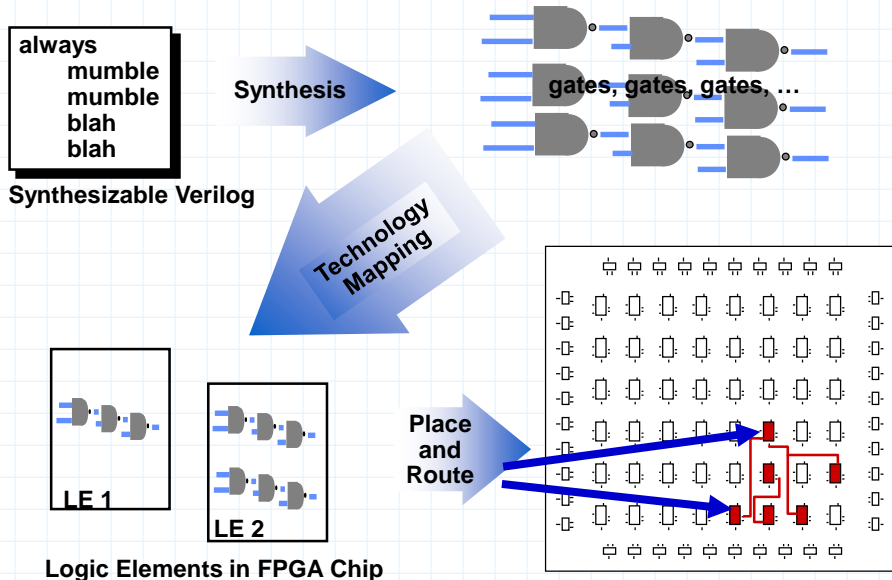 always
mumble
mumble
blah
blah
Synthesizable Verilog
Synthesis
gates, gates, gates, …
Technology
Mapping
LE 1
LE 2
Logic Elements in FPGA Chip
Place
and
Route